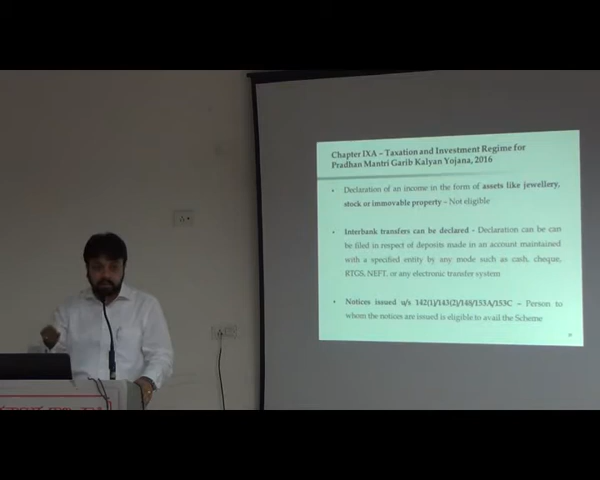 Chapter IXA – Taxation and Investment Regime for
Pradhan Mantri Garib Kalyan Yojana, 2016
• Declaration of an income in the form of assets like jewellery,
stock or immovable property – Not eligible
• Interbank transfers can be declared - Declaration can be can
be filed in respect of deposits made in an account maintained
with a specified entity by any mode such as cash, cheque,
RTGS, NEFT, or any electronic transfer system
• Notices issued u/s 142(1)/143(2)/148/153A/153C – Person to
whom the notices are issued is eligible to avail the Scheme